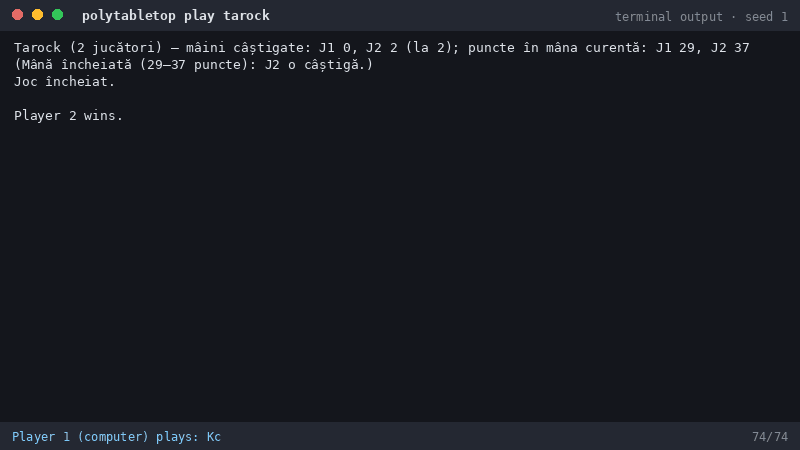 polytabletop play tarock
terminal output · seed 1
Tarock (2 jucători) — mâini câștigate: J1 0, J2 2 (la 2); puncte în mâna curentă: J1 29, J2 37
(Mână încheiată (29–37 puncte): J2 o câștigă.)
Joc încheiat.
Player 2 wins.
Player 1 (computer) plays: Kc
74/74